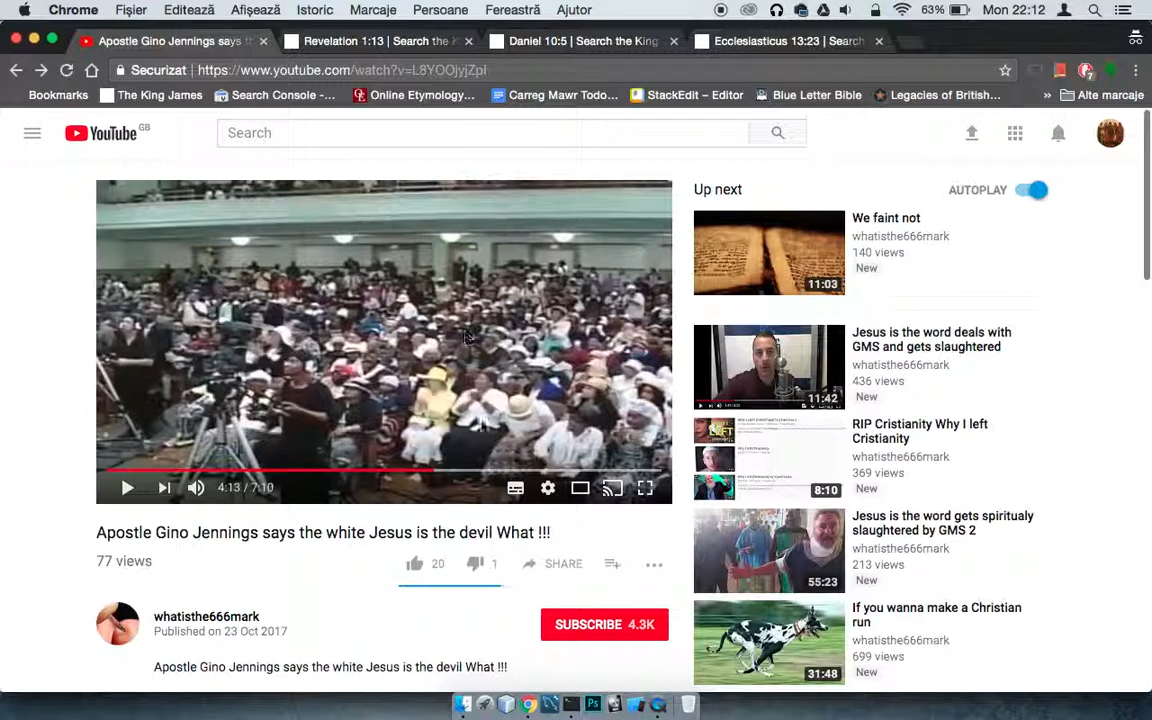 Chrome Fișier Editează Afișează Istoric Marcaje Persoane Fereastră Ajutor 63% Mon 22:12
Apostle Gino Jennings says t Revelation 1:13 | Search the K Daniel 10:5 | Search the King Ecclesiasticus 13:23 | Search
Securizat https://www.youtube.com/watch?v=L8YOOjyjZpI
Bookmarks The King James Search Console -... Online Etymology... Carreg Mawr Todo... StackEdit – Editor Blue Letter Bible Legacies of British... » Alte marcaje
YouTube GB
Search
Up next
AUTOPLAY
We faint not
whatisthe666mark
140 views
New
11:03
Jesus is the word deals with
GMS and gets slaughtered
whatisthe666mark
436 views
New
11:42
RIP Cristianity Why I left
Cristianity
whatisthe666mark
369 views
New
8:10
Jesus is the word gets spiritualy
slaughtered by GMS 2
whatisthe666mark
213 views
New
55:23
If you wanna make a Christian
run
whatisthe666mark
699 views
New
31:48
4:13 / 7:10
Apostle Gino Jennings says the white Jesus is the devil What !!!
77 views
20 1 SHARE
whatisthe666mark
Published on 23 Oct 2017
SUBSCRIBE 4.3K
Apostle Gino Jennings says the white Jesus is the devil What !!!